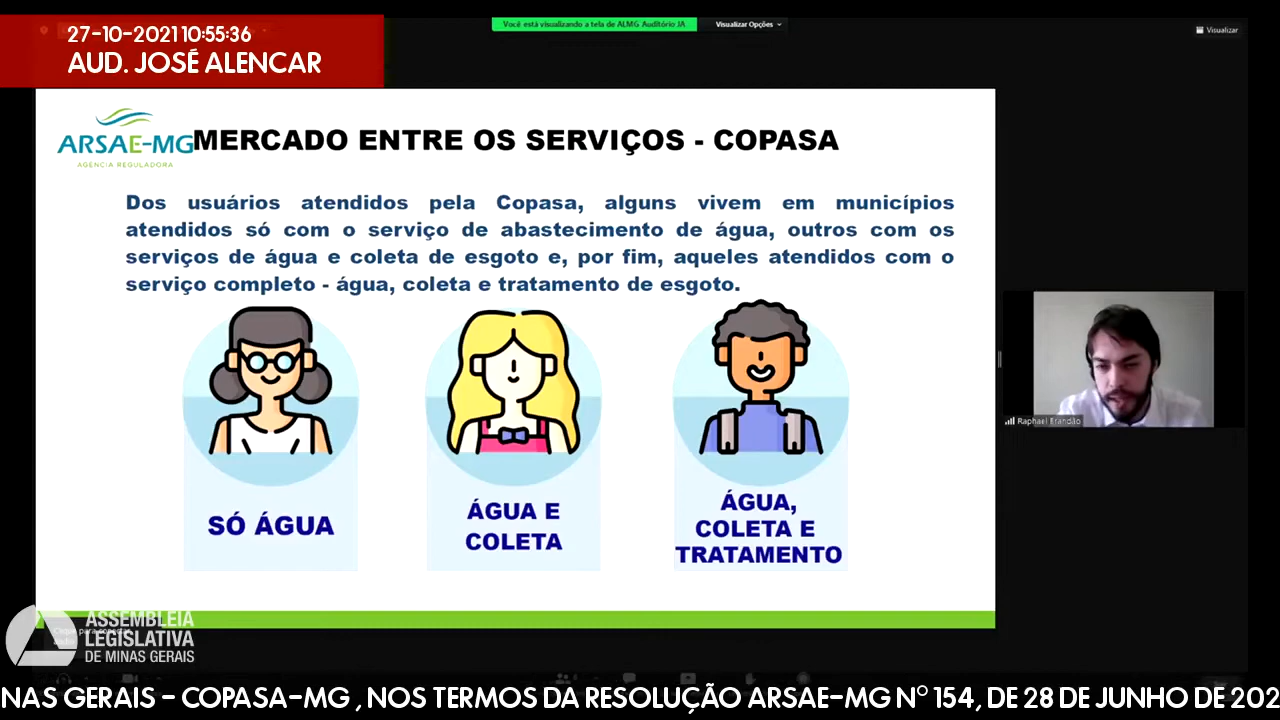 27-10-2021 10:55:36
AUD. JOSÉ ALENCAR
Você está visualizando a tela de ALMG Auditório JA
Visualizar Opções
Visualizar
ARSAE-MG
AGENCIA REGULADORA
MERCADO ENTRE OS SERVIÇOS - COPASA
Dos usuários atendidos pela Copasa, alguns vivem em municípios
atendidos só com o serviço de abastecimento de água, outros com os
serviços de água e coleta de esgoto e, por fim, aqueles atendidos com o
serviço completo - água, coleta e tratamento de esgoto.
SÓ ÁGUA
ÁGUA E
COLETA
ÁGUA,
COLETA E
TRATAMENTO
Raphael Brandão
ASSEMBLEIA
LEGISLATIVA
DE MINAS GERAIS
NAS GERAIS - COPASA-MG , NOS TERMOS DA RESOLUÇÃO ARSAE-MG Nº 154, DE 28 DE JUNHO DE 202